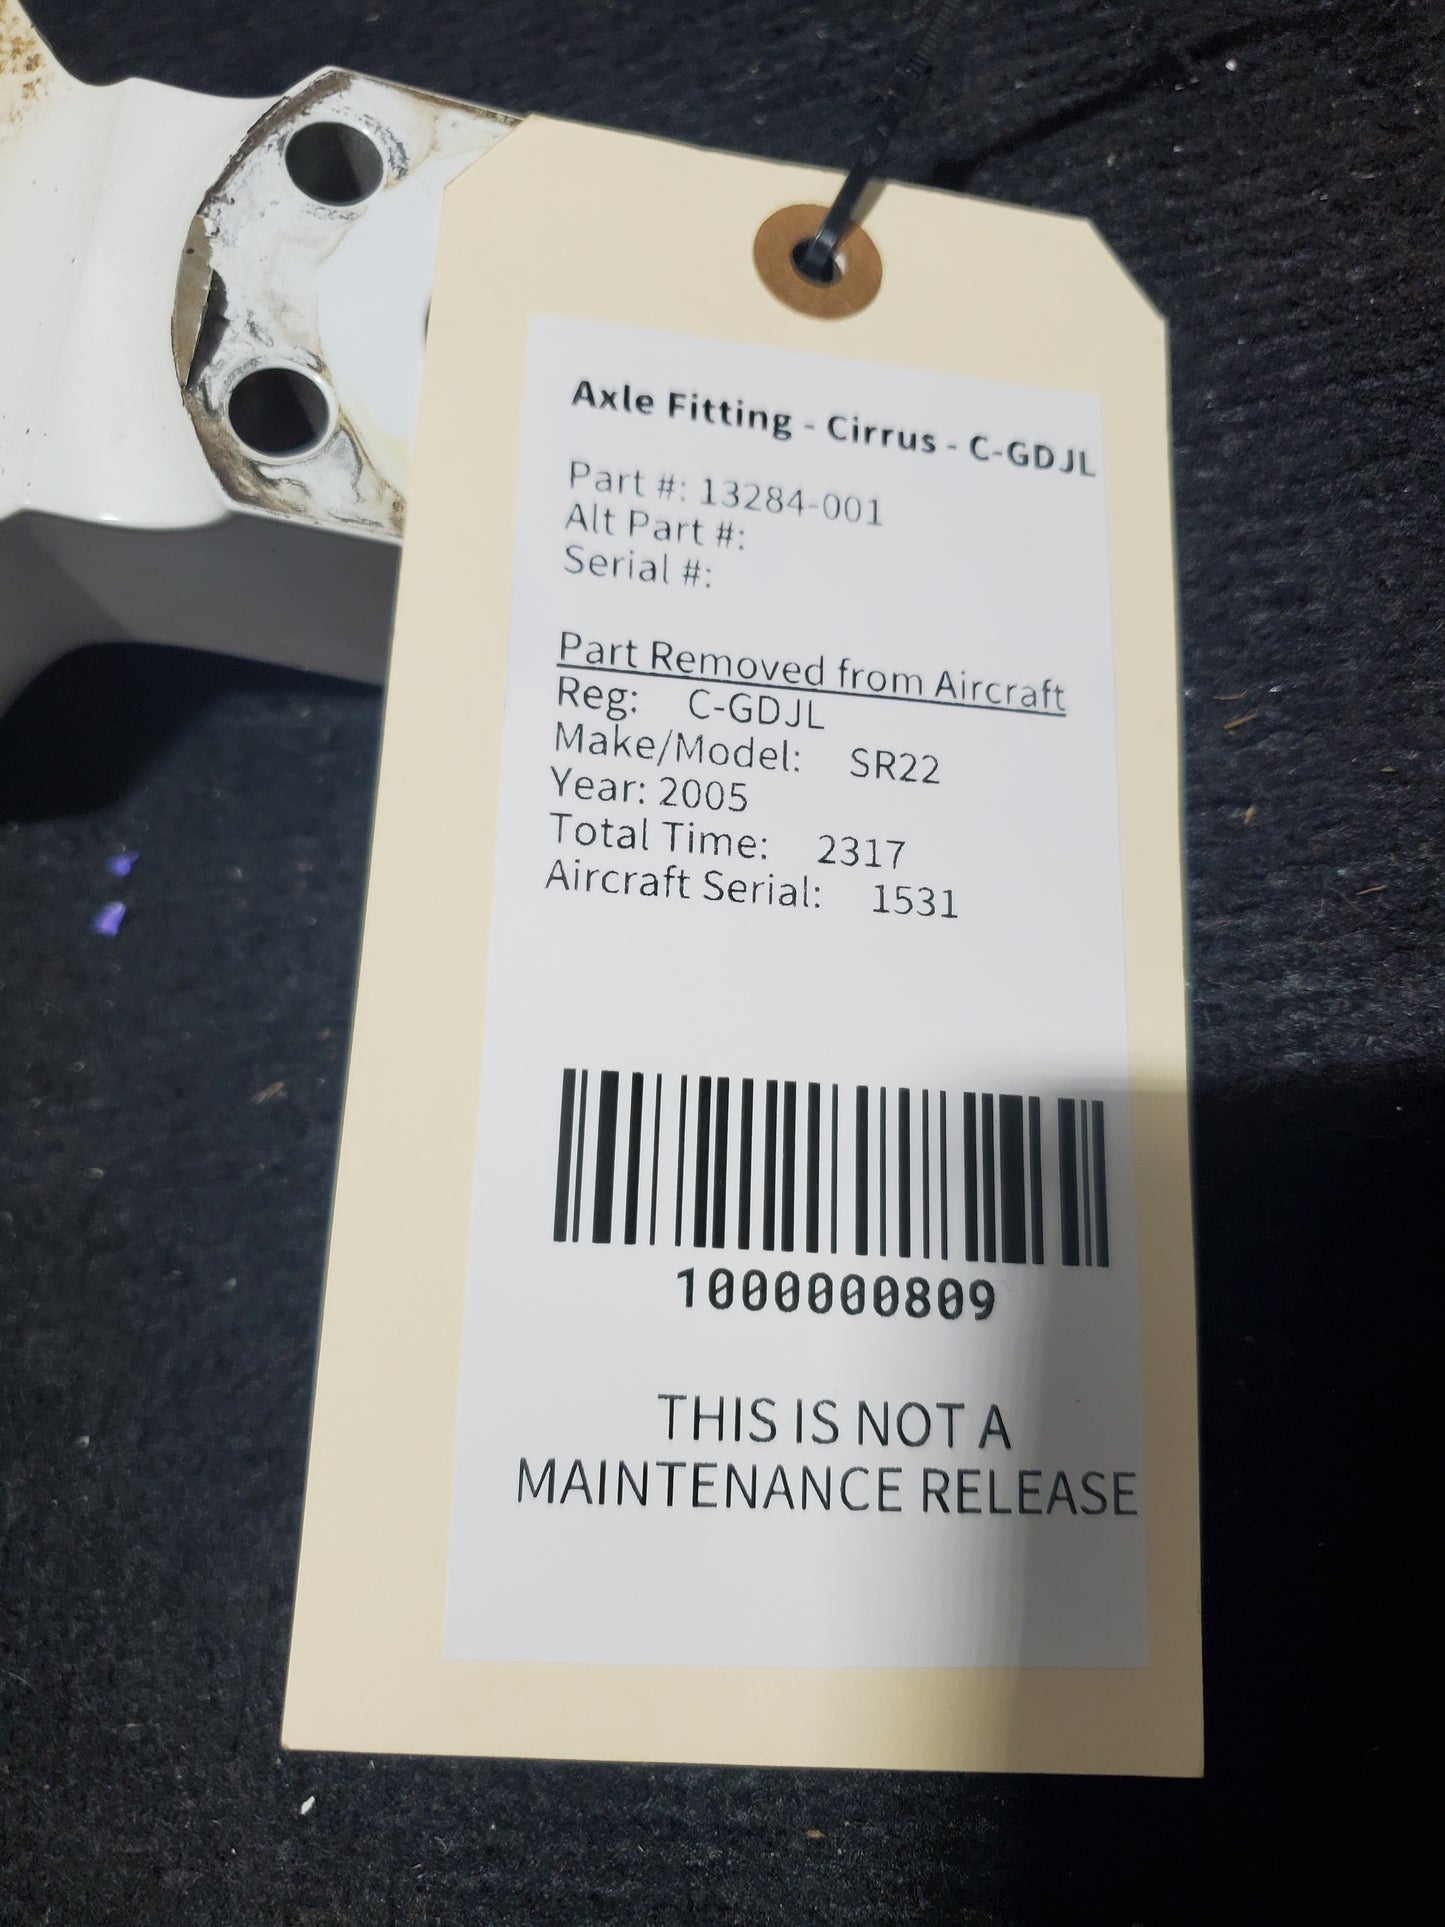 Axle Fitting - Cirrus - C-GDJL
Part #: 13284-001
Alt Part #:
Serial #:
Part Removed from Aircraft
Reg: C-GDJL
Make/Model: SR22
Year: 2005
Total Time: 2317
Aircraft Serial: 1531
1000000809
THIS IS NOT A
MAINTENANCE RELEASE